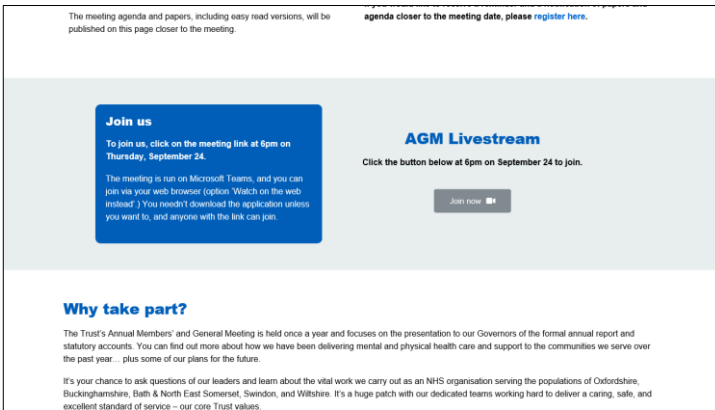 The meeting agenda and papers, including easy read versions, will be
published on this page closer to the meeting.
agenda closer to the meeting date, please register here.
Join us
To join us, click on the meeting link at 6pm on
Thursday, September 24.
The meeting is run on Microsoft Teams, and you can
join via your web browser (option 'Watch on the web
instead'.) You needn't download the application unless
you want to, and anyone with the link can join.
AGM Livestream
Click the button below at 6pm on September 24 to join.
Join now
Why take part?
The Trust's Annual Members' and General Meeting is held once a year and focuses on the presentation to our Governors of the formal annual report and
statutory accounts. You can find out more about how we have been delivering mental and physical health care and support to the communities we serve over
the past year… plus some of our plans for the future.
It's your chance to ask questions of our leaders and learn about the vital work we carry out as an NHS organisation serving the populations of Oxfordshire,
Buckinghamshire, Bath & North East Somerset, Swindon, and Wiltshire. It's a huge patch with our dedicated teams working hard to deliver a caring, safe, and
excellent standard of service – our core Trust values.